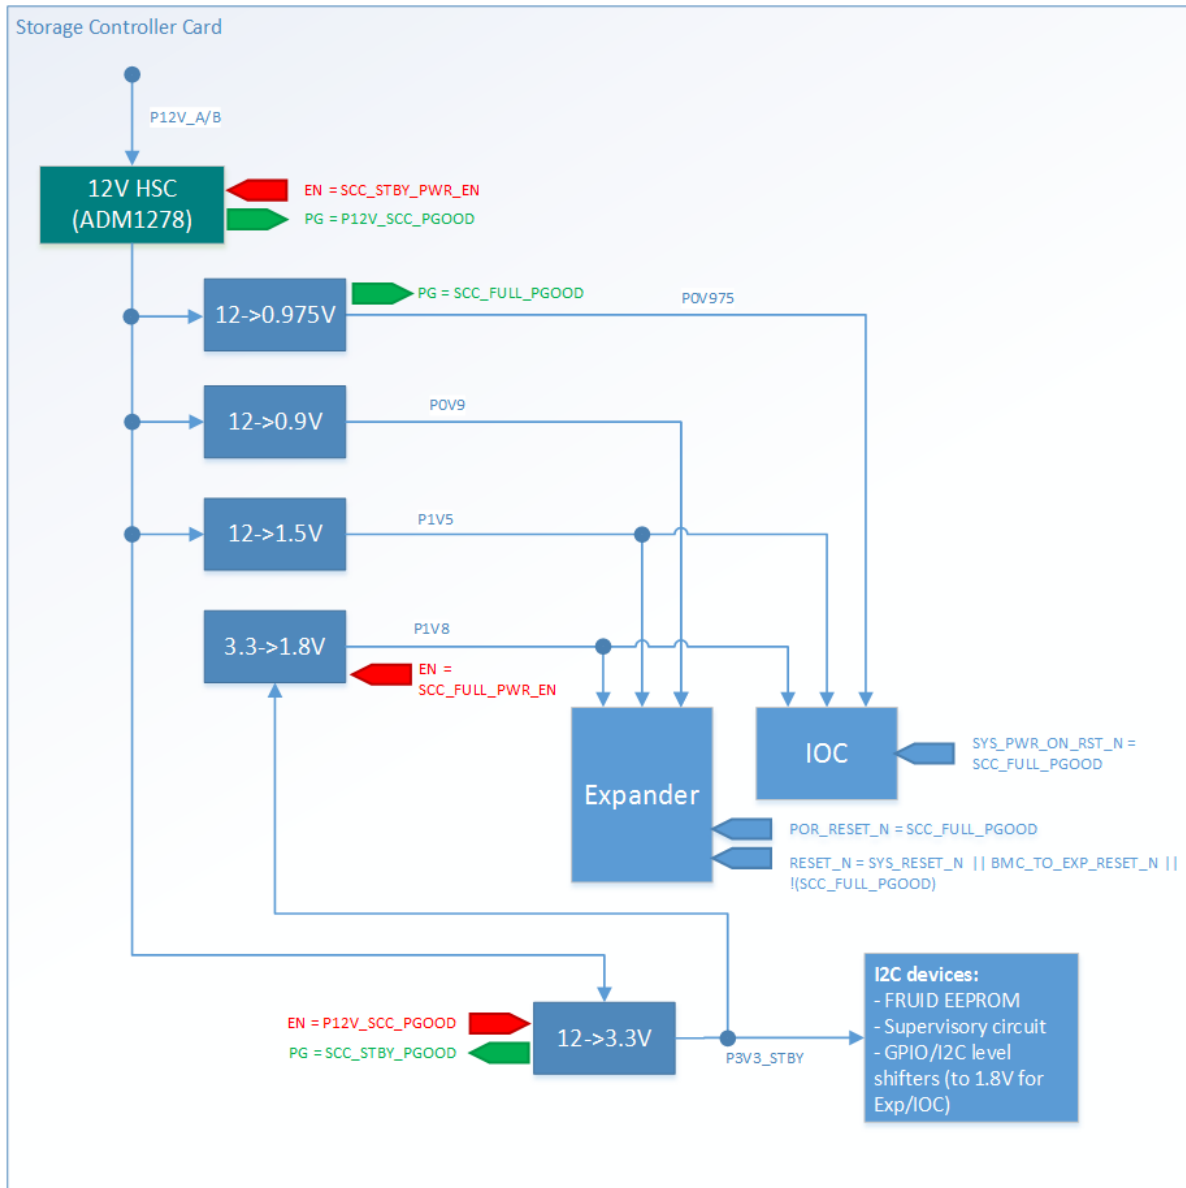 Storage Controller Card
P12V_A/B
12V HSC
(ADM1278)
EN = SCC_STBY_PWR_EN
PG = P12V_SCC_PGOOD
12->0.975V
PG = SCC_FULL_PGOOD
P0V975
12->0.9V
P0V9
12->1.5V
P1V5
3.3->1.8V
P1V8
EN =
SCC_FULL_PWR_EN
Expander
IOC
SYS_PWR_ON_RST_N =
SCC_FULL_PGOOD
POR_RESET_N = SCC_FULL_PGOOD
RESET_N = SYS_RESET_N || BMC_TO_EXP_RESET_N ||
!(SCC_FULL_PGOOD)
EN = P12V_SCC_PGOOD
PG = SCC_STBY_PGOOD
12->3.3V
P3V3_STBY
I2C devices:
- FRUID EEPROM
- Supervisory circuit
- GPIO/I2C level
shifters (to 1.8V for
Exp/IOC)